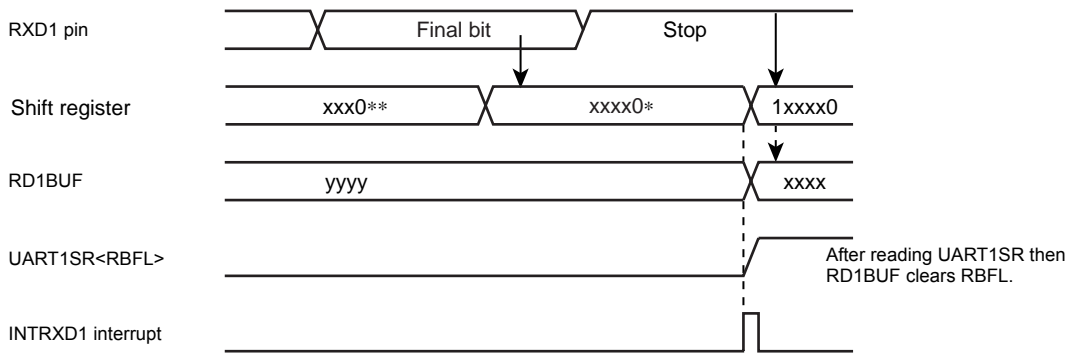 RXD1 pin
Final bit
Stop
Shift register
xxx0**
xxxx0*
1xxxx0
RD1BUF
yyyy
xxxx
UART1SR<RBFL>
After reading UART1SR then
RD1BUF clears RBFL.
INTRXD1 interrupt